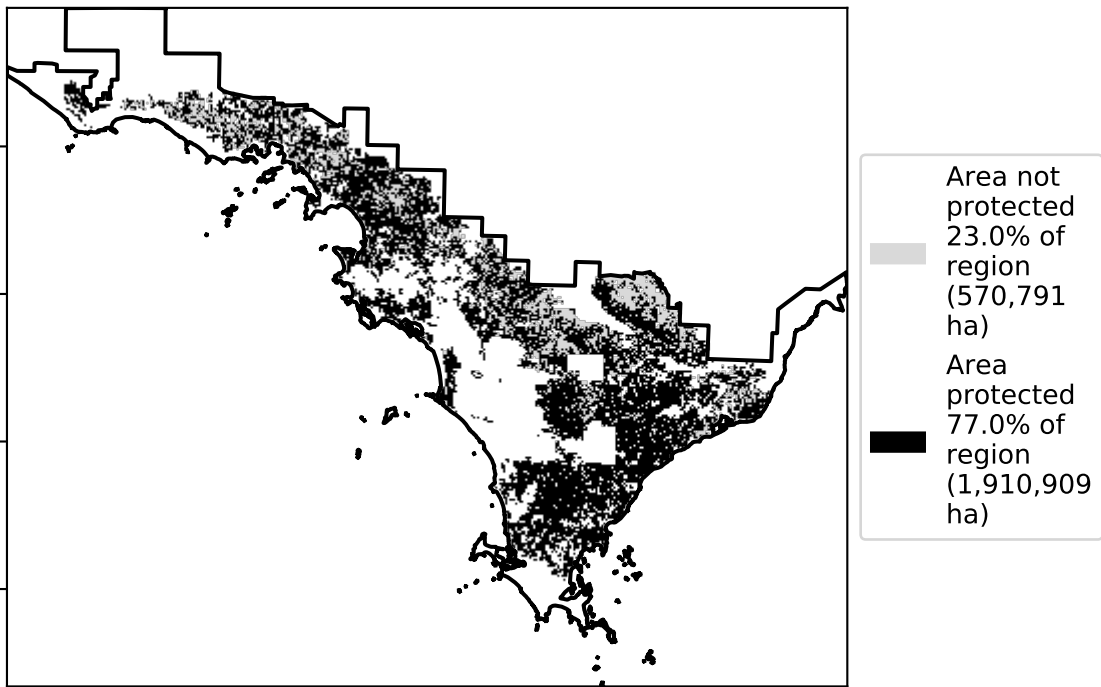 Area not
protected
23.0% of
region
(570,791
ha)
Area
protected
77.0% of
region
(1,910,909
ha)